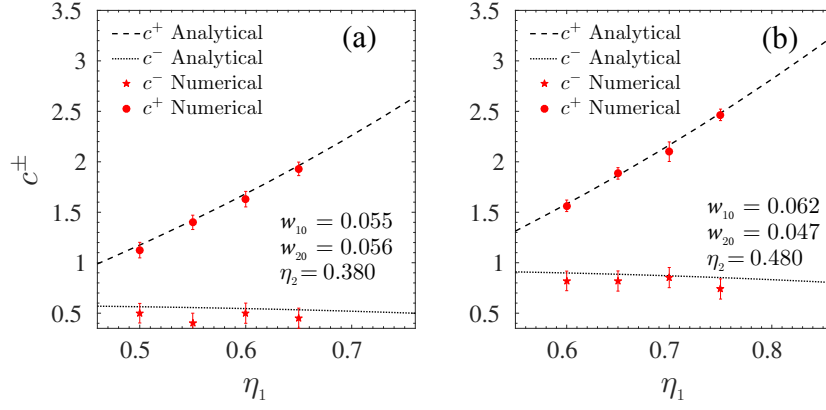 (a)
c⁺ Analytical
c⁻ Analytical
c⁻ Numerical
c⁺ Numerical
w₁₀ = 0.055
w₂₀ = 0.056
η₂ = 0.380
3.5
3
2.5
2
1.5
1
0.5
0.5
0.6
0.7
c^±
η₁
(b)
c⁺ Analytical
c⁻ Analytical
c⁻ Numerical
c⁺ Numerical
w₁₀ = 0.062
w₂₀ = 0.047
η₂ = 0.480
3.5
3
2.5
2
1.5
1
0.5
0.6
0.7
0.8
η₁